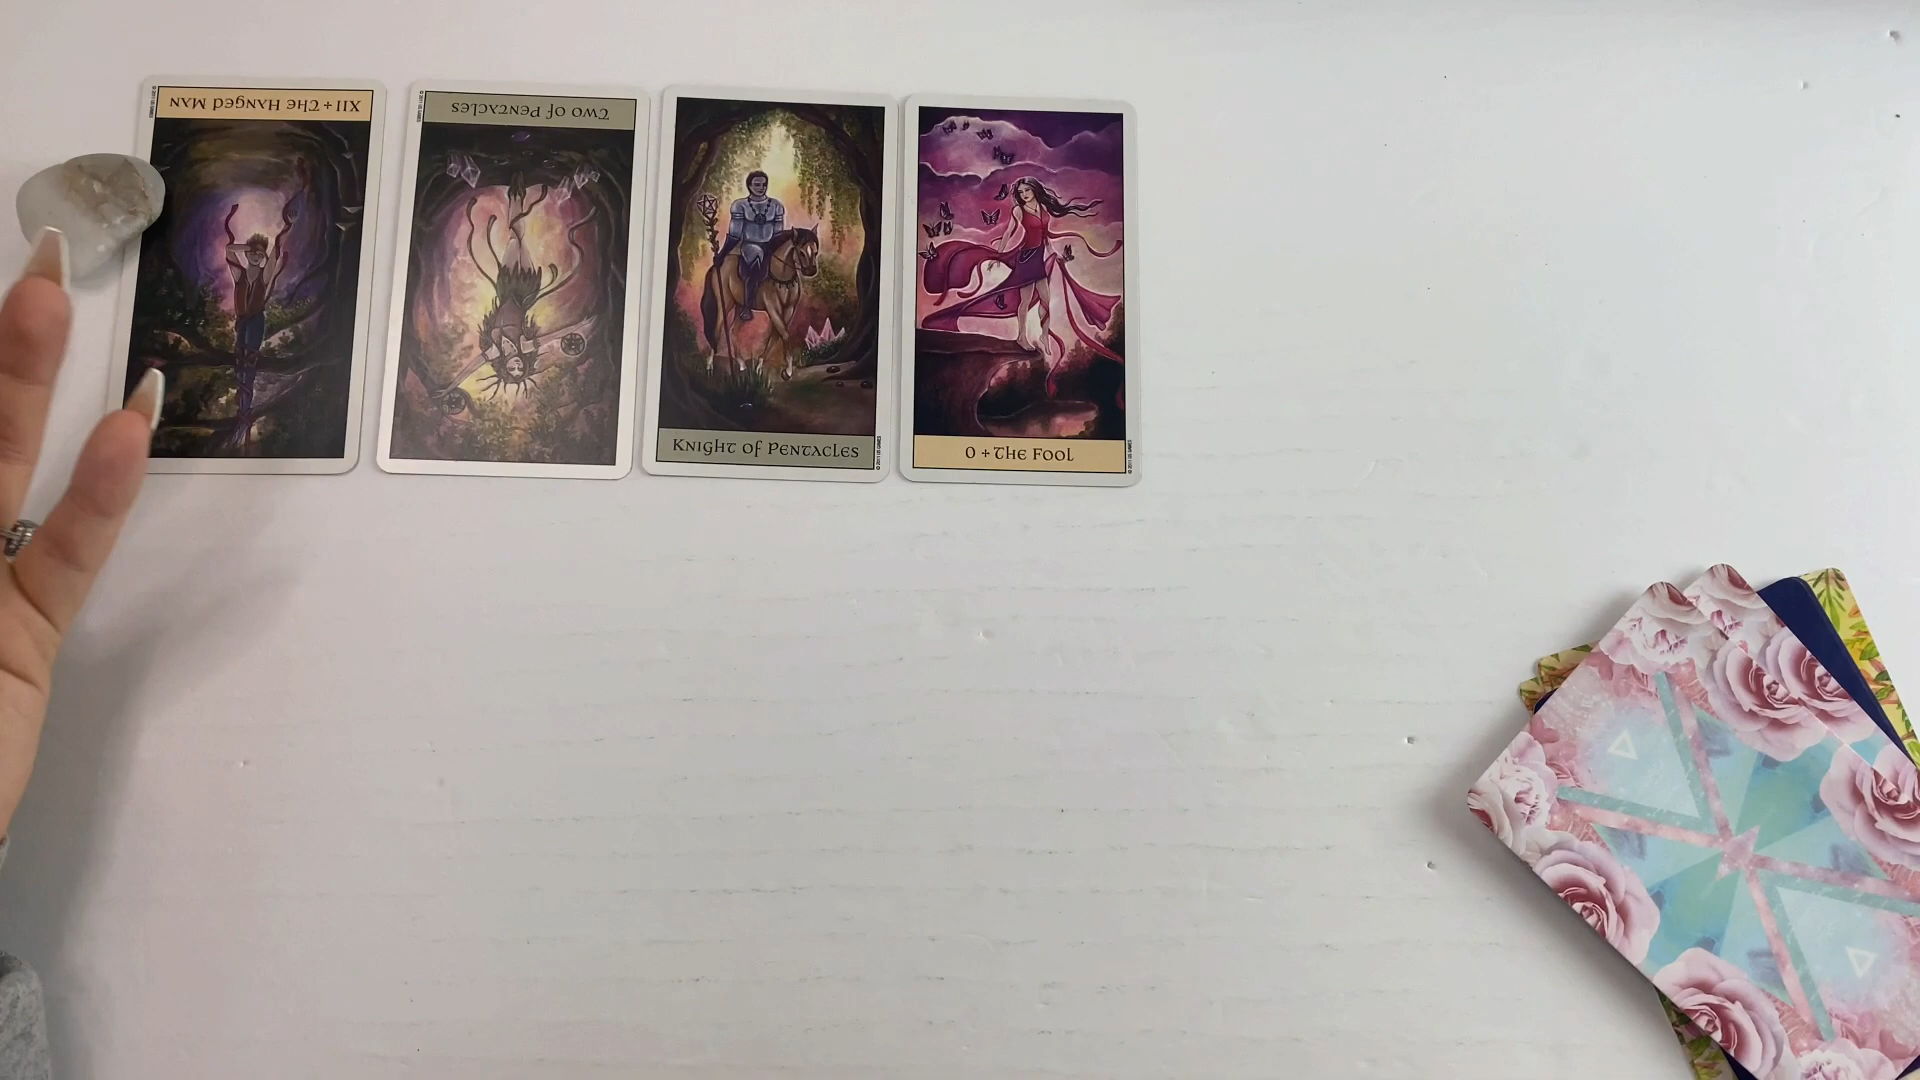 XII + The Hanged Man
Two of Pentacles
Knight of Pentacles
0 + The Fool